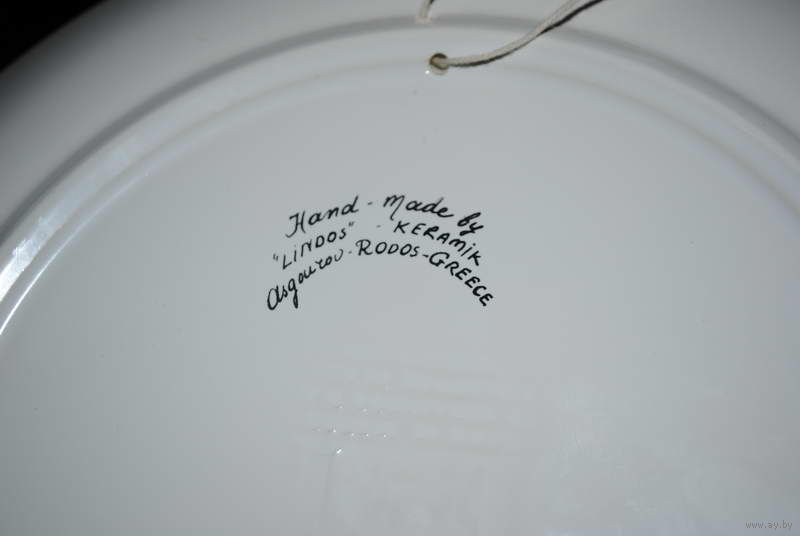 Hand - Made by
"LiNDOS" - KERAMiK
Asgourou - RODOS - GREECE
www.ay.by